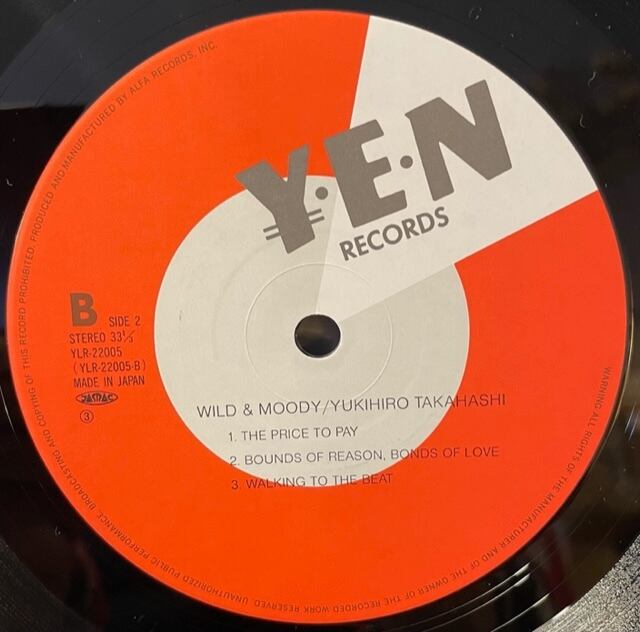 Y.E.N
RECORDS
B SIDE 2
STEREO 33⅓
YLR-22005
(YLR-22005-B)
MADE IN JAPAN
JASRAC
③
WILD & MOODY/YUKIHIRO TAKAHASHI
1. THE PRICE TO PAY
2. BOUNDS OF REASON, BONDS OF LOVE
3. WALKING TO THE BEAT
WARNING: ALL RIGHTS OF THE MANUFACTURER AND OF THE OWNER OF THE RECORDED WORK RESERVED. UNAUTHORIZED PUBLIC PERFORMANCE, BROADCASTING AND COPYING OF THIS RECORD PROHIBITED. PRODUCED AND MANUFACTURED BY ALFA RECORDS, INC.